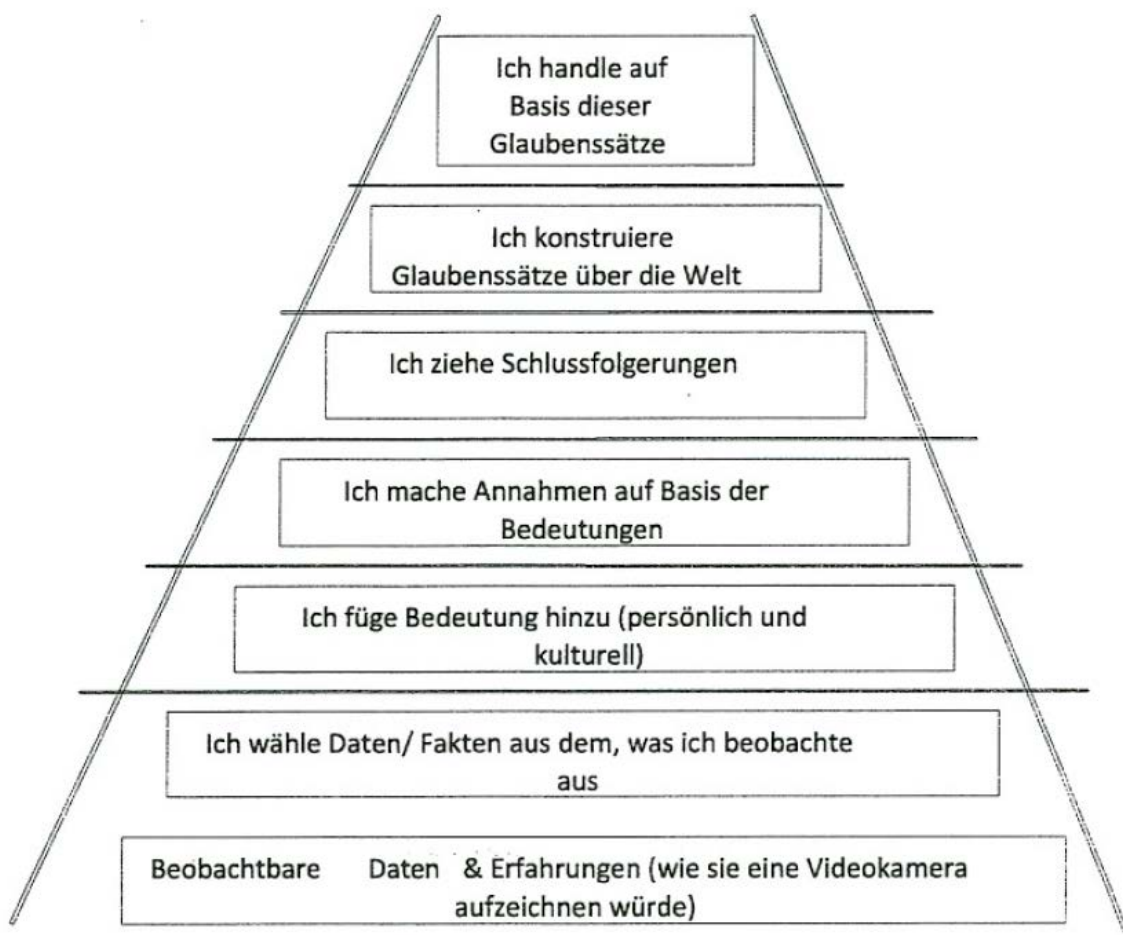 Ich handle auf
Basis dieser
Glaubenssätze
Ich konstruiere
Glaubenssätze über die Welt
Ich ziehe Schlussfolgerungen
Ich mache Annahmen auf Basis der
Bedeutungen
Ich füge Bedeutung hinzu (persönlich und
kulturell)
Ich wähle Daten/ Fakten aus dem, was ich beobachte
aus
Beobachtbare Daten & Erfahrungen (wie sie eine Videokamera
aufzeichnen würde)